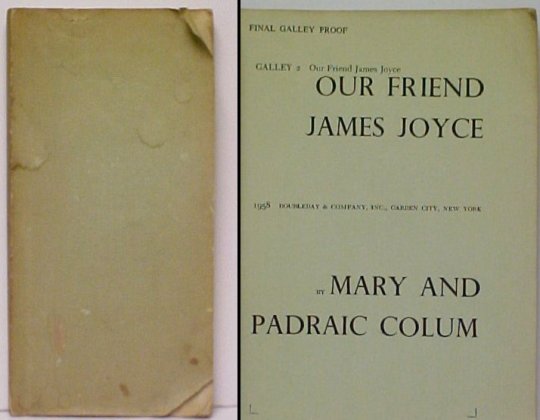 FINAL GALLEY PROOF
GALLEY 2 Our Friend James Joyce
OUR FRIEND
JAMES JOYCE
1958 DOUBLEDAY & COMPANY, INC., GARDEN CITY, NEW YORK
BY MARY AND
PADRAIC COLUM